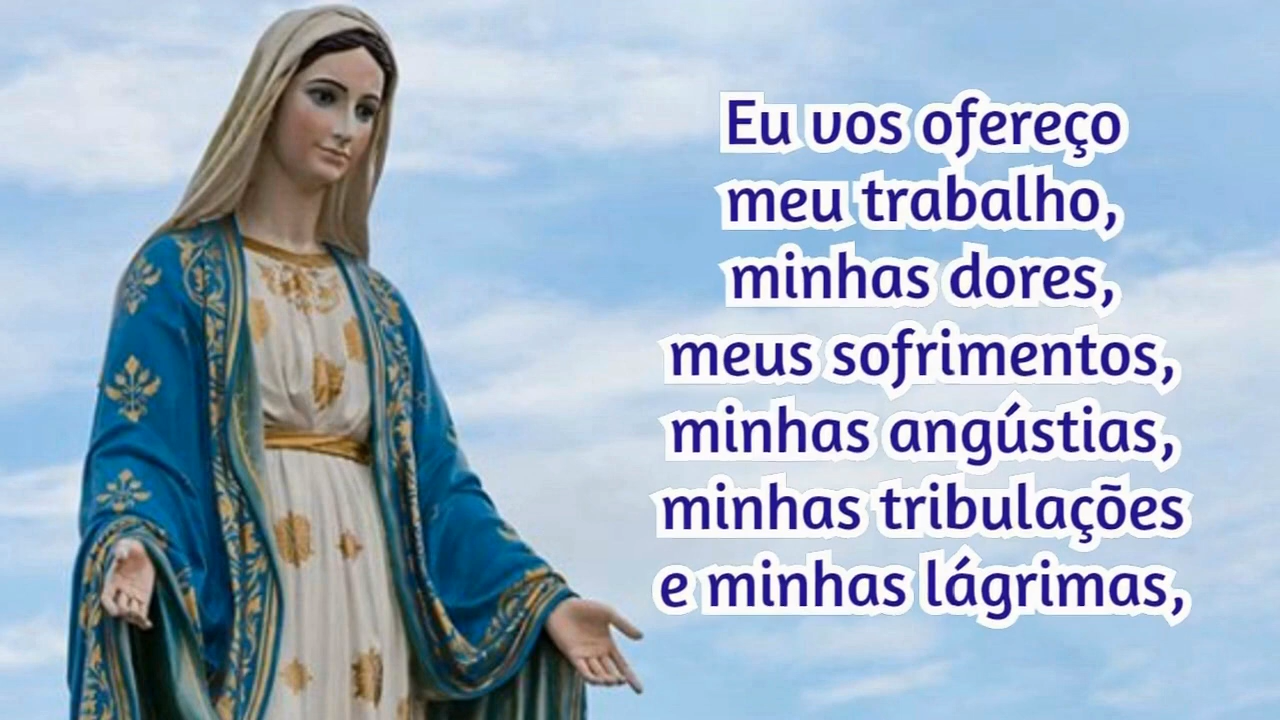 Eu vos ofereço
meu trabalho,
minhas dores,
meus sofrimentos,
minhas angústias,
minhas tribulações
e minhas lágrimas,